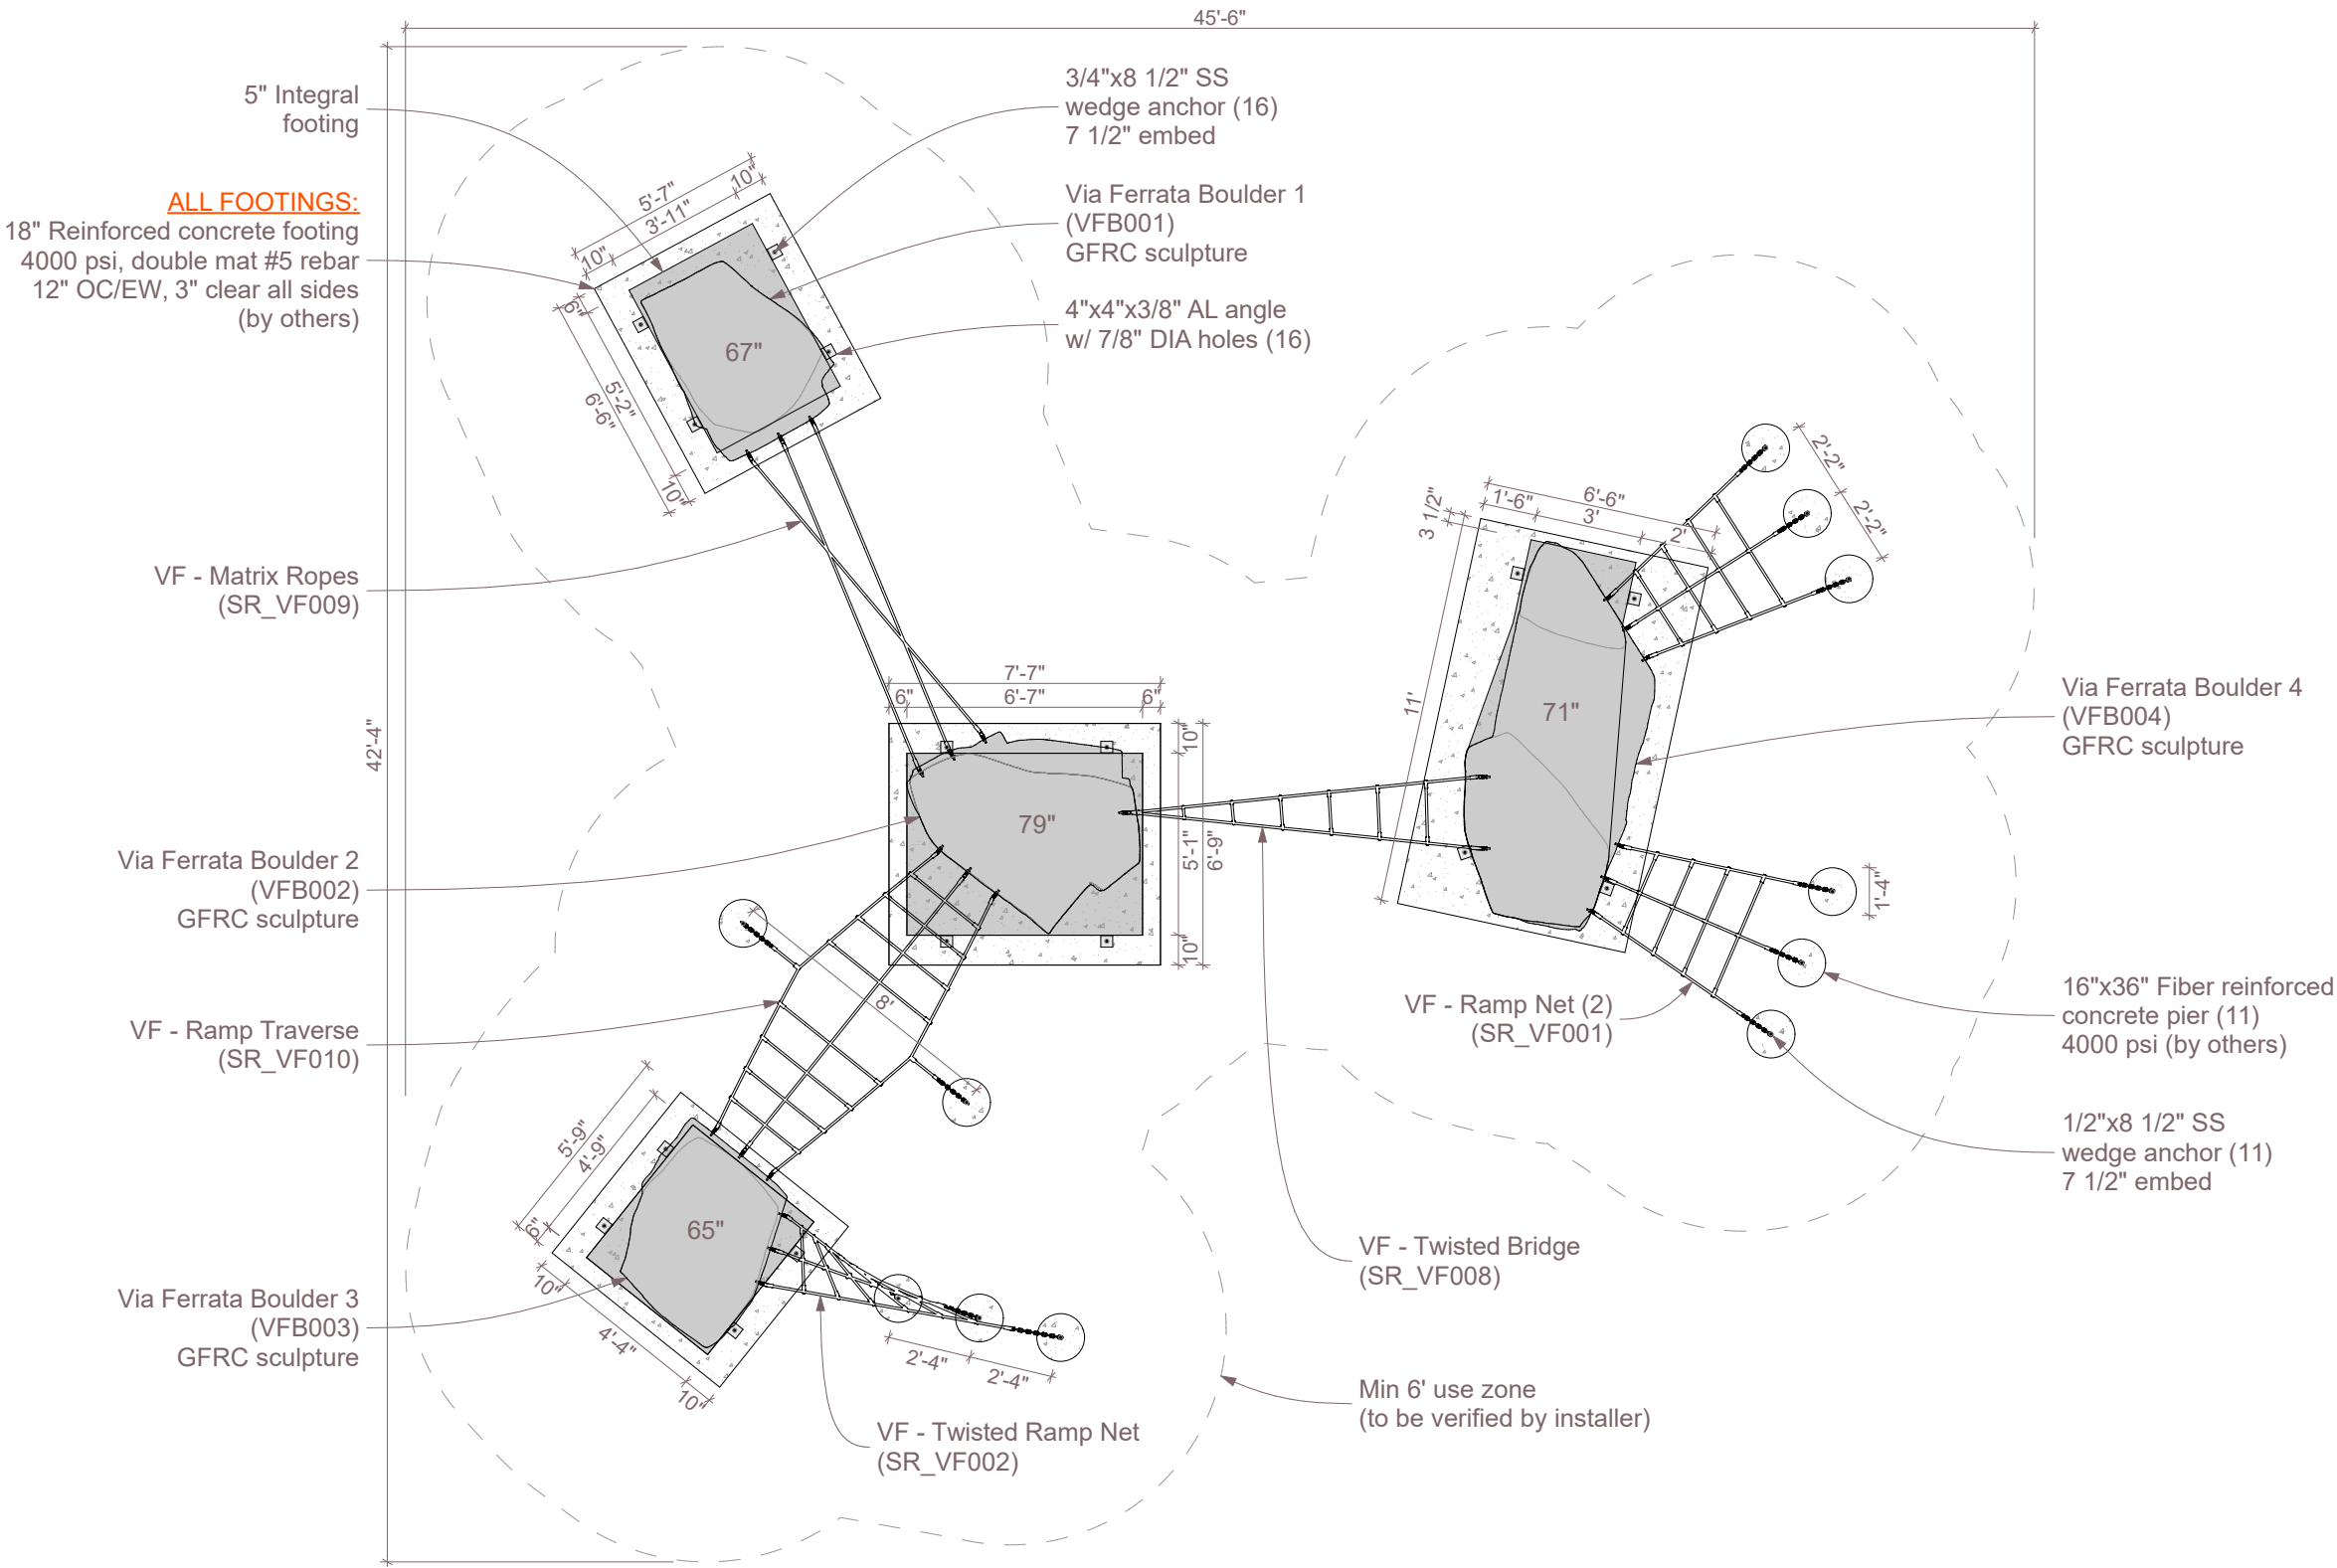 45'-6"
5" Integral
footing
3/4"x8 1/2" SS
wedge anchor (16)
7 1/2" embed
ALL FOOTINGS:
18" Reinforced concrete footing
4000 psi, double mat #5 rebar
12" OC/EW, 3" clear all sides
(by others)
5'-7"
10"
3'-11"
10"
Via Ferrata Boulder 1
(VFB001)
GFRC sculpture
4"x4"x3/8" AL angle
w/ 7/8" DIA holes (16)
6"
67"
5'-2"
6'-6"
10"
VF - Matrix Ropes
(SR_VF009)
2'-2"
2'-2"
6'-6"
1'-6"
3'
2'
3 1/2"
11'
71"
Via Ferrata Boulder 4
(VFB004)
GFRC sculpture
42'-4"
7'-7"
6"
6'-7"
6"
10"
79"
5'-1"
6'-9"
10"
Via Ferrata Boulder 2
(VFB002)
GFRC sculpture
1'-4"
8'
VF - Ramp Traverse
(SR_VF010)
VF - Ramp Net (2)
(SR_VF001)
16"x36" Fiber reinforced
concrete pier (11)
4000 psi (by others)
1/2"x8 1/2" SS
wedge anchor (11)
7 1/2" embed
5'-9"
4'-9"
6"
65"
10"
4'-4"
10"
VF - Twisted Bridge
(SR_VF008)
Via Ferrata Boulder 3
(VFB003)
GFRC sculpture
2'-4"
2'-4"
Min 6' use zone
(to be verified by installer)
VF - Twisted Ramp Net
(SR_VF002)